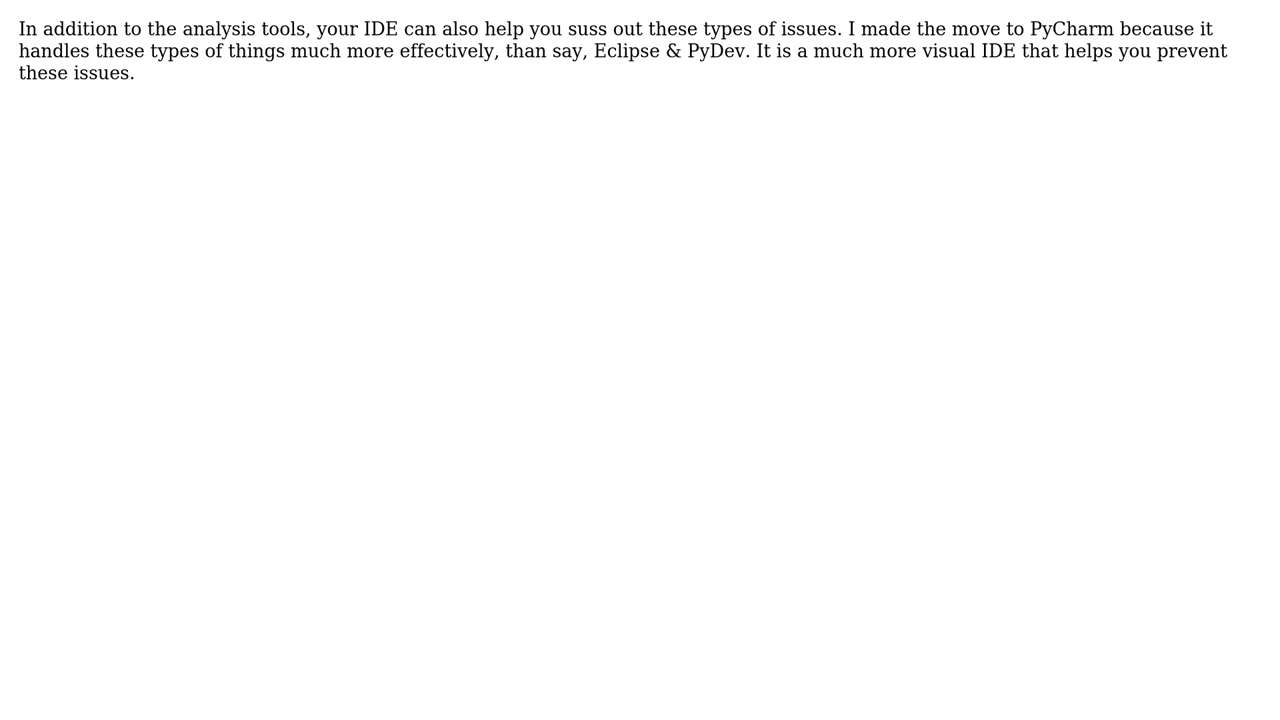 In addition to the analysis tools, your IDE can also help you suss out these types of issues. I made the move to PyCharm because it
handles these types of things much more effectively, than say, Eclipse & PyDev. It is a much more visual IDE that helps you prevent
these issues.